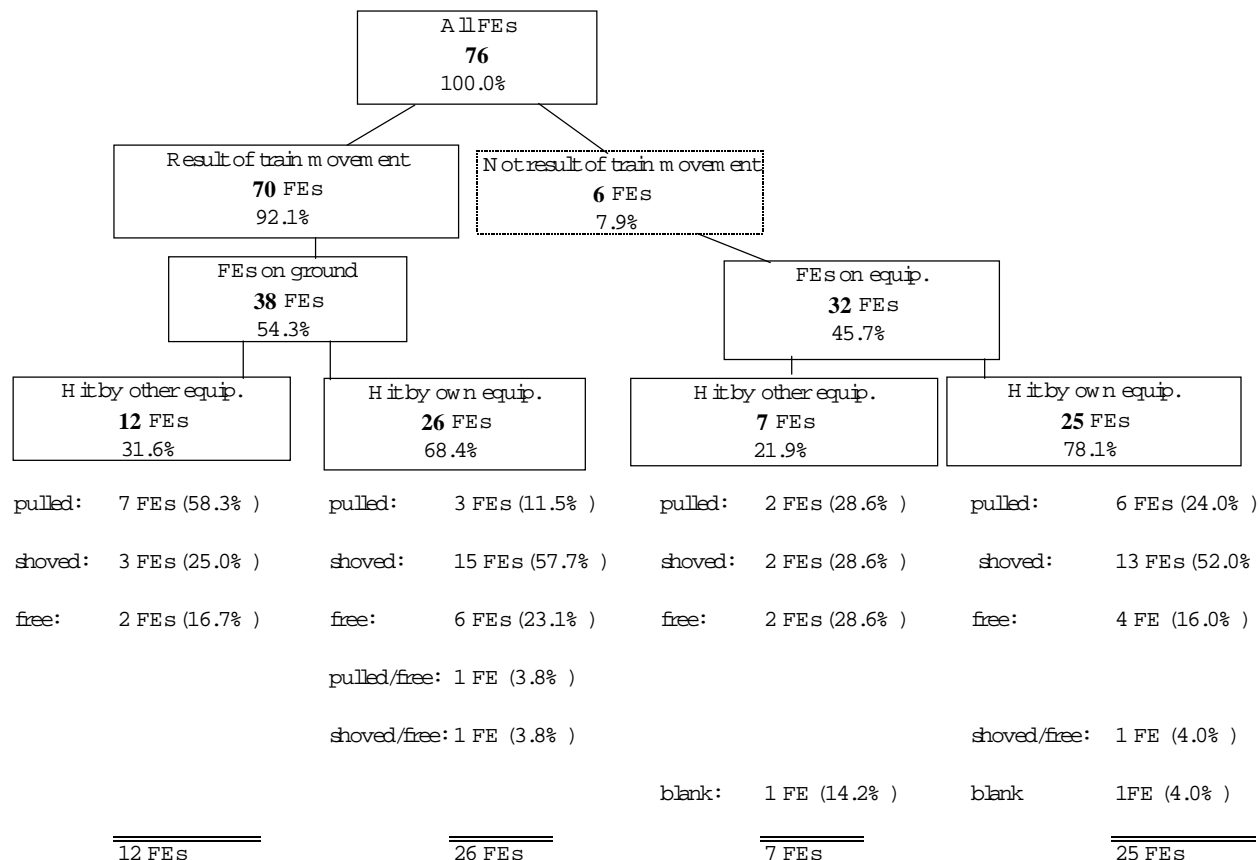 All FEs
76
100.0%
Result of train movement
70 FEs
92.1%
Not result of train movement
6 FEs
7.9%
FEs on ground
38 FEs
54.3%
FEs on equip.
32 FEs
45.7%
Hit by other equip.
12 FEs
31.6%
Hit by own equip.
26 FEs
68.4%
Hit by other equip.
7 FEs
21.9%
Hit by own equip.
25 FEs
78.1%
pulled: 7 FEs (58.3% ) pulled: 3 FEs (11.5% ) pulled: 2 FEs (28.6% ) pulled: 6 FEs (24.0% )
shoved: 3 FEs (25.0% ) shoved: 15 FEs (57.7% ) shoved: 2 FEs (28.6% ) shoved: 13 FEs (52.0%
free: 2 FEs (16.7% ) free: 6 FEs (23.1% ) free: 2 FEs (28.6% ) free: 4 FE (16.0% )
pulled/free: 1 FE (3.8% )
shoved/free: 1 FE (3.8% ) shoved/free: 1 FE (4.0% )
blank: 1 FE (14.2% ) blank 1FE (4.0% )
12 FEs 26 FEs 7 FEs 25 FEs